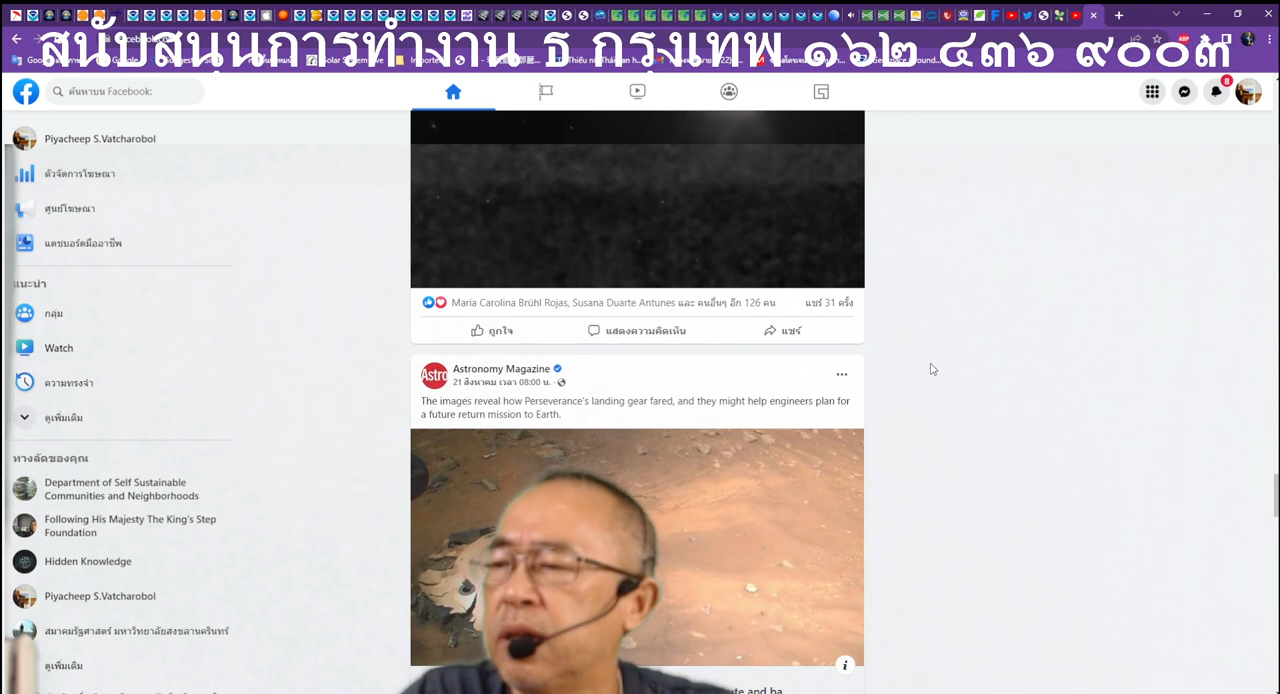 สนับสนุนการทำงาน ธ.กรุงเทพ ๑๖๒ ๔๓๖ ๙๐๐๓
ค้นหาบน Facebook:
8
Piyacheep S.Vatcharobol
ตัวจัดการโฆษณา
ศูนย์โฆษณา
แดชบอร์ดมืออาชีพ
แนะนำ
กลุ่ม
Watch
ความทรงจำ
ดูเพิ่มเติม
ทางลัดของคุณ
Department of Self Sustainable
Communities and Neighborhoods
Following His Majesty The King's Step
Foundation
Hidden Knowledge
Piyacheep S.Vatcharobol
สมาคมรัฐศาสตร์ มหาวิทยาลัยสงขลานครินทร์
ดูเพิ่มเติม
Maria Carolina Brühl Rojas, Susana Duarte Antunes และ คนอื่นๆ อีก 126 คน
แชร์ 31 ครั้ง
ถูกใจ
แสดงความคิดเห็น
แชร์
Astro
Astronomy Magazine
21 สิงหาคม เวลา 08:00 น. ·
The images reveal how Perseverance's landing gear fared, and they might help engineers plan for
a future return mission to Earth.